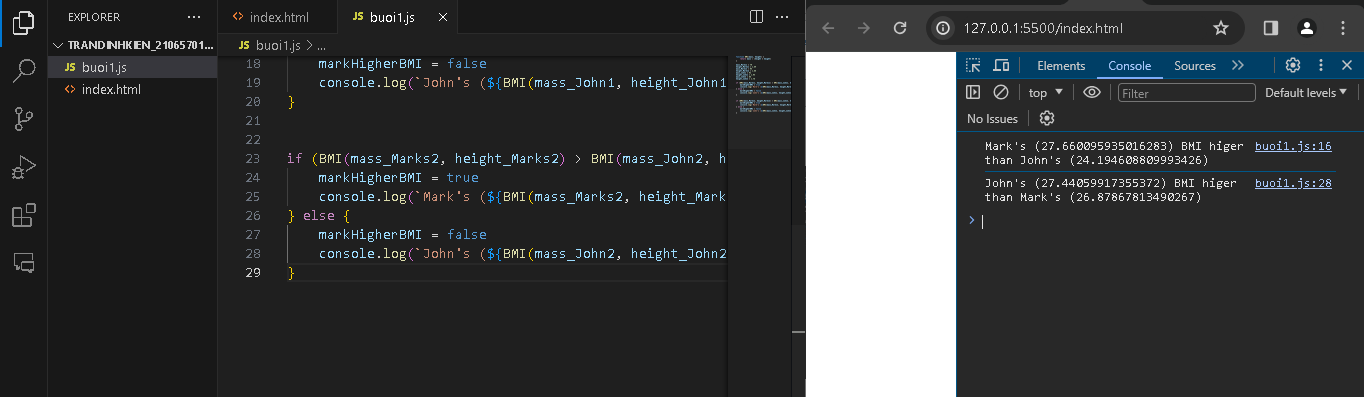 EXPLORER
TRANDINHKIEN_21065701...
JS buoi1.js
<> index.html
<> index.html
JS buoi1.js
JS buoi1.js > ...
18 markHigherBMI = false
19 console.log(`John's (${BMI(mass_John1, height_John1
20 }
21
22
23 if (BMI(mass_Marks2, height_Marks2) > BMI(mass_John2, h
24 markHigherBMI = true
25 console.log(`Mark's (${BMI(mass_Marks2, height_Mark
26 } else {
27 markHigherBMI = false
28 console.log(`John's (${BMI(mass_John2, height_John2
29 }
127.0.0.1:5500/index.html
Elements Console Sources
top Filter Default levels
No Issues
Mark's (27.660095935016283) BMI higer buoi1.js:16
than John's (24.194608809993426)
John's (27.44059917355372) BMI higer buoi1.js:28
than Mark's (26.87867813490267)